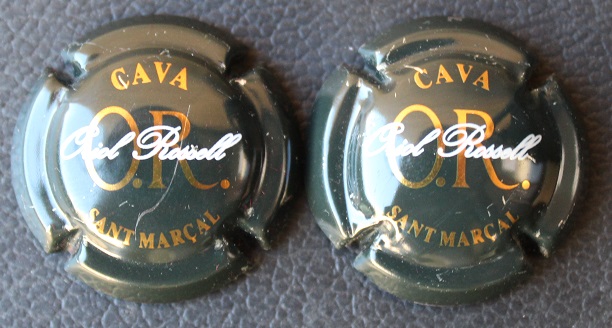 CAVA
O.R.
Oriol Rossell
SANT MARÇAL
CAVA
O.R.
Oriol Rossell
SANT MARÇAL